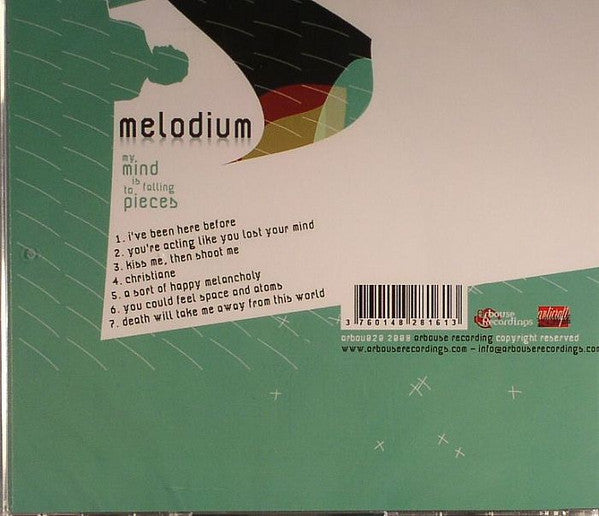 melodium
my
mind
is
to falling
pieces
1. i've been here before
2. you're acting like you lost your mind
3. kiss me, then shoot me
4. christiane
5. a sort of happy melancholy
6. you could feel space and atoms
7. death will take me away from this world
3 760148 281613
arbouse
Recordings
arbou020 2008 arbouse recording copyright reserved
www.arbouserecordings.com - info@arbouserecordings.com